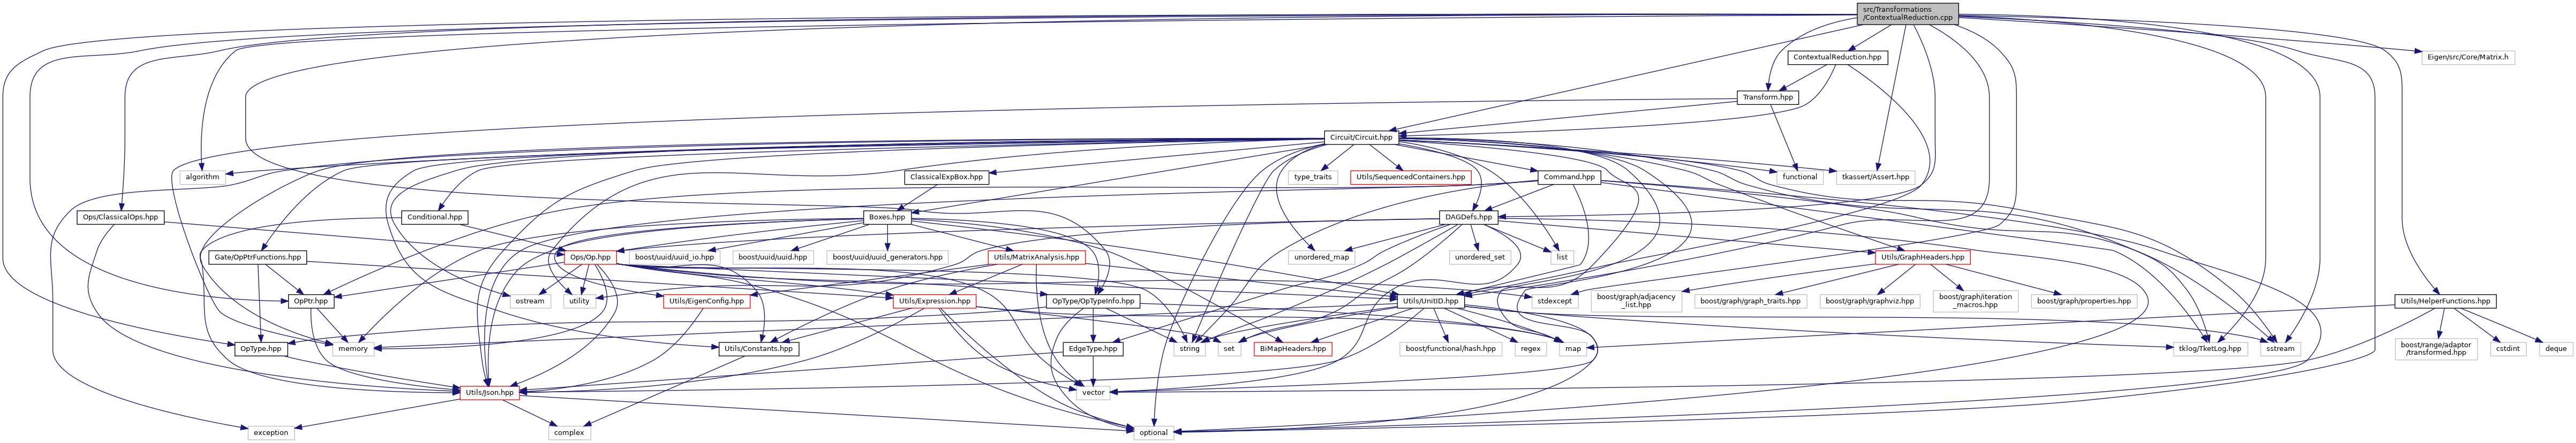 src/Transformations
/ContextualReduction.cpp
ContextualReduction.hpp
Eigen/src/Core/Matrix.h
Transform.hpp
Circuit/Circuit.hpp
algorithm
ClassicalExpBox.hpp
type_traits
Utils/SequencedContainers.hpp
Command.hpp
functional
tkassert/Assert.hpp
Ops/ClassicalOps.hpp
Conditional.hpp
Boxes.hpp
DAGDefs.hpp
Gate/OpPtrFunctions.hpp
Ops/Op.hpp
boost/uuid/uuid_io.hpp
boost/uuid/uuid.hpp
boost/uuid/uuid_generators.hpp
Utils/MatrixAnalysis.hpp
unordered_map
unordered_set
list
Utils/GraphHeaders.hpp
OpPtr.hpp
ostream
utility
Utils/EigenConfig.hpp
Utils/Expression.hpp
OpType/OpTypeInfo.hpp
Utils/UnitID.hpp
stdexcept
boost/graph/adjacency
_list.hpp
boost/graph/graph_traits.hpp
boost/graph/graphviz.hpp
boost/graph/iteration
_macros.hpp
boost/graph/properties.hpp
Utils/HelperFunctions.hpp
OpType.hpp
memory
Utils/Constants.hpp
EdgeType.hpp
string
set
BiMapHeaders.hpp
boost/functional/hash.hpp
regex
map
tklog/TketLog.hpp
sstream
boost/range/adaptor
/transformed.hpp
cstdint
deque
Utils/Json.hpp
vector
exception
complex
optional